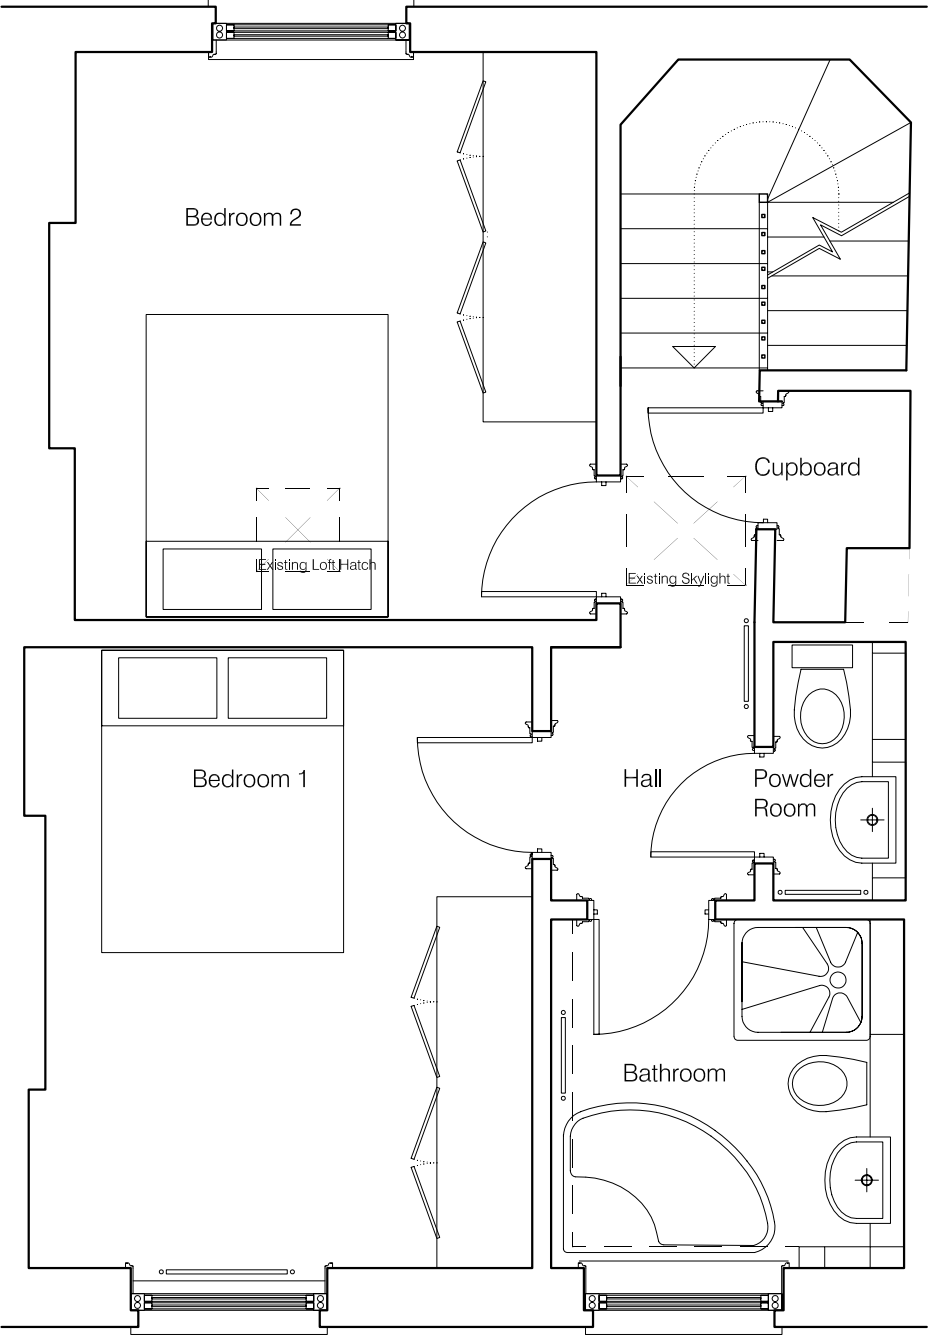 Bedroom 2
Cupboard
Existing Loft Hatch
Existing Skylight
Bedroom 1
Hall
Powder
Room
Bathroom